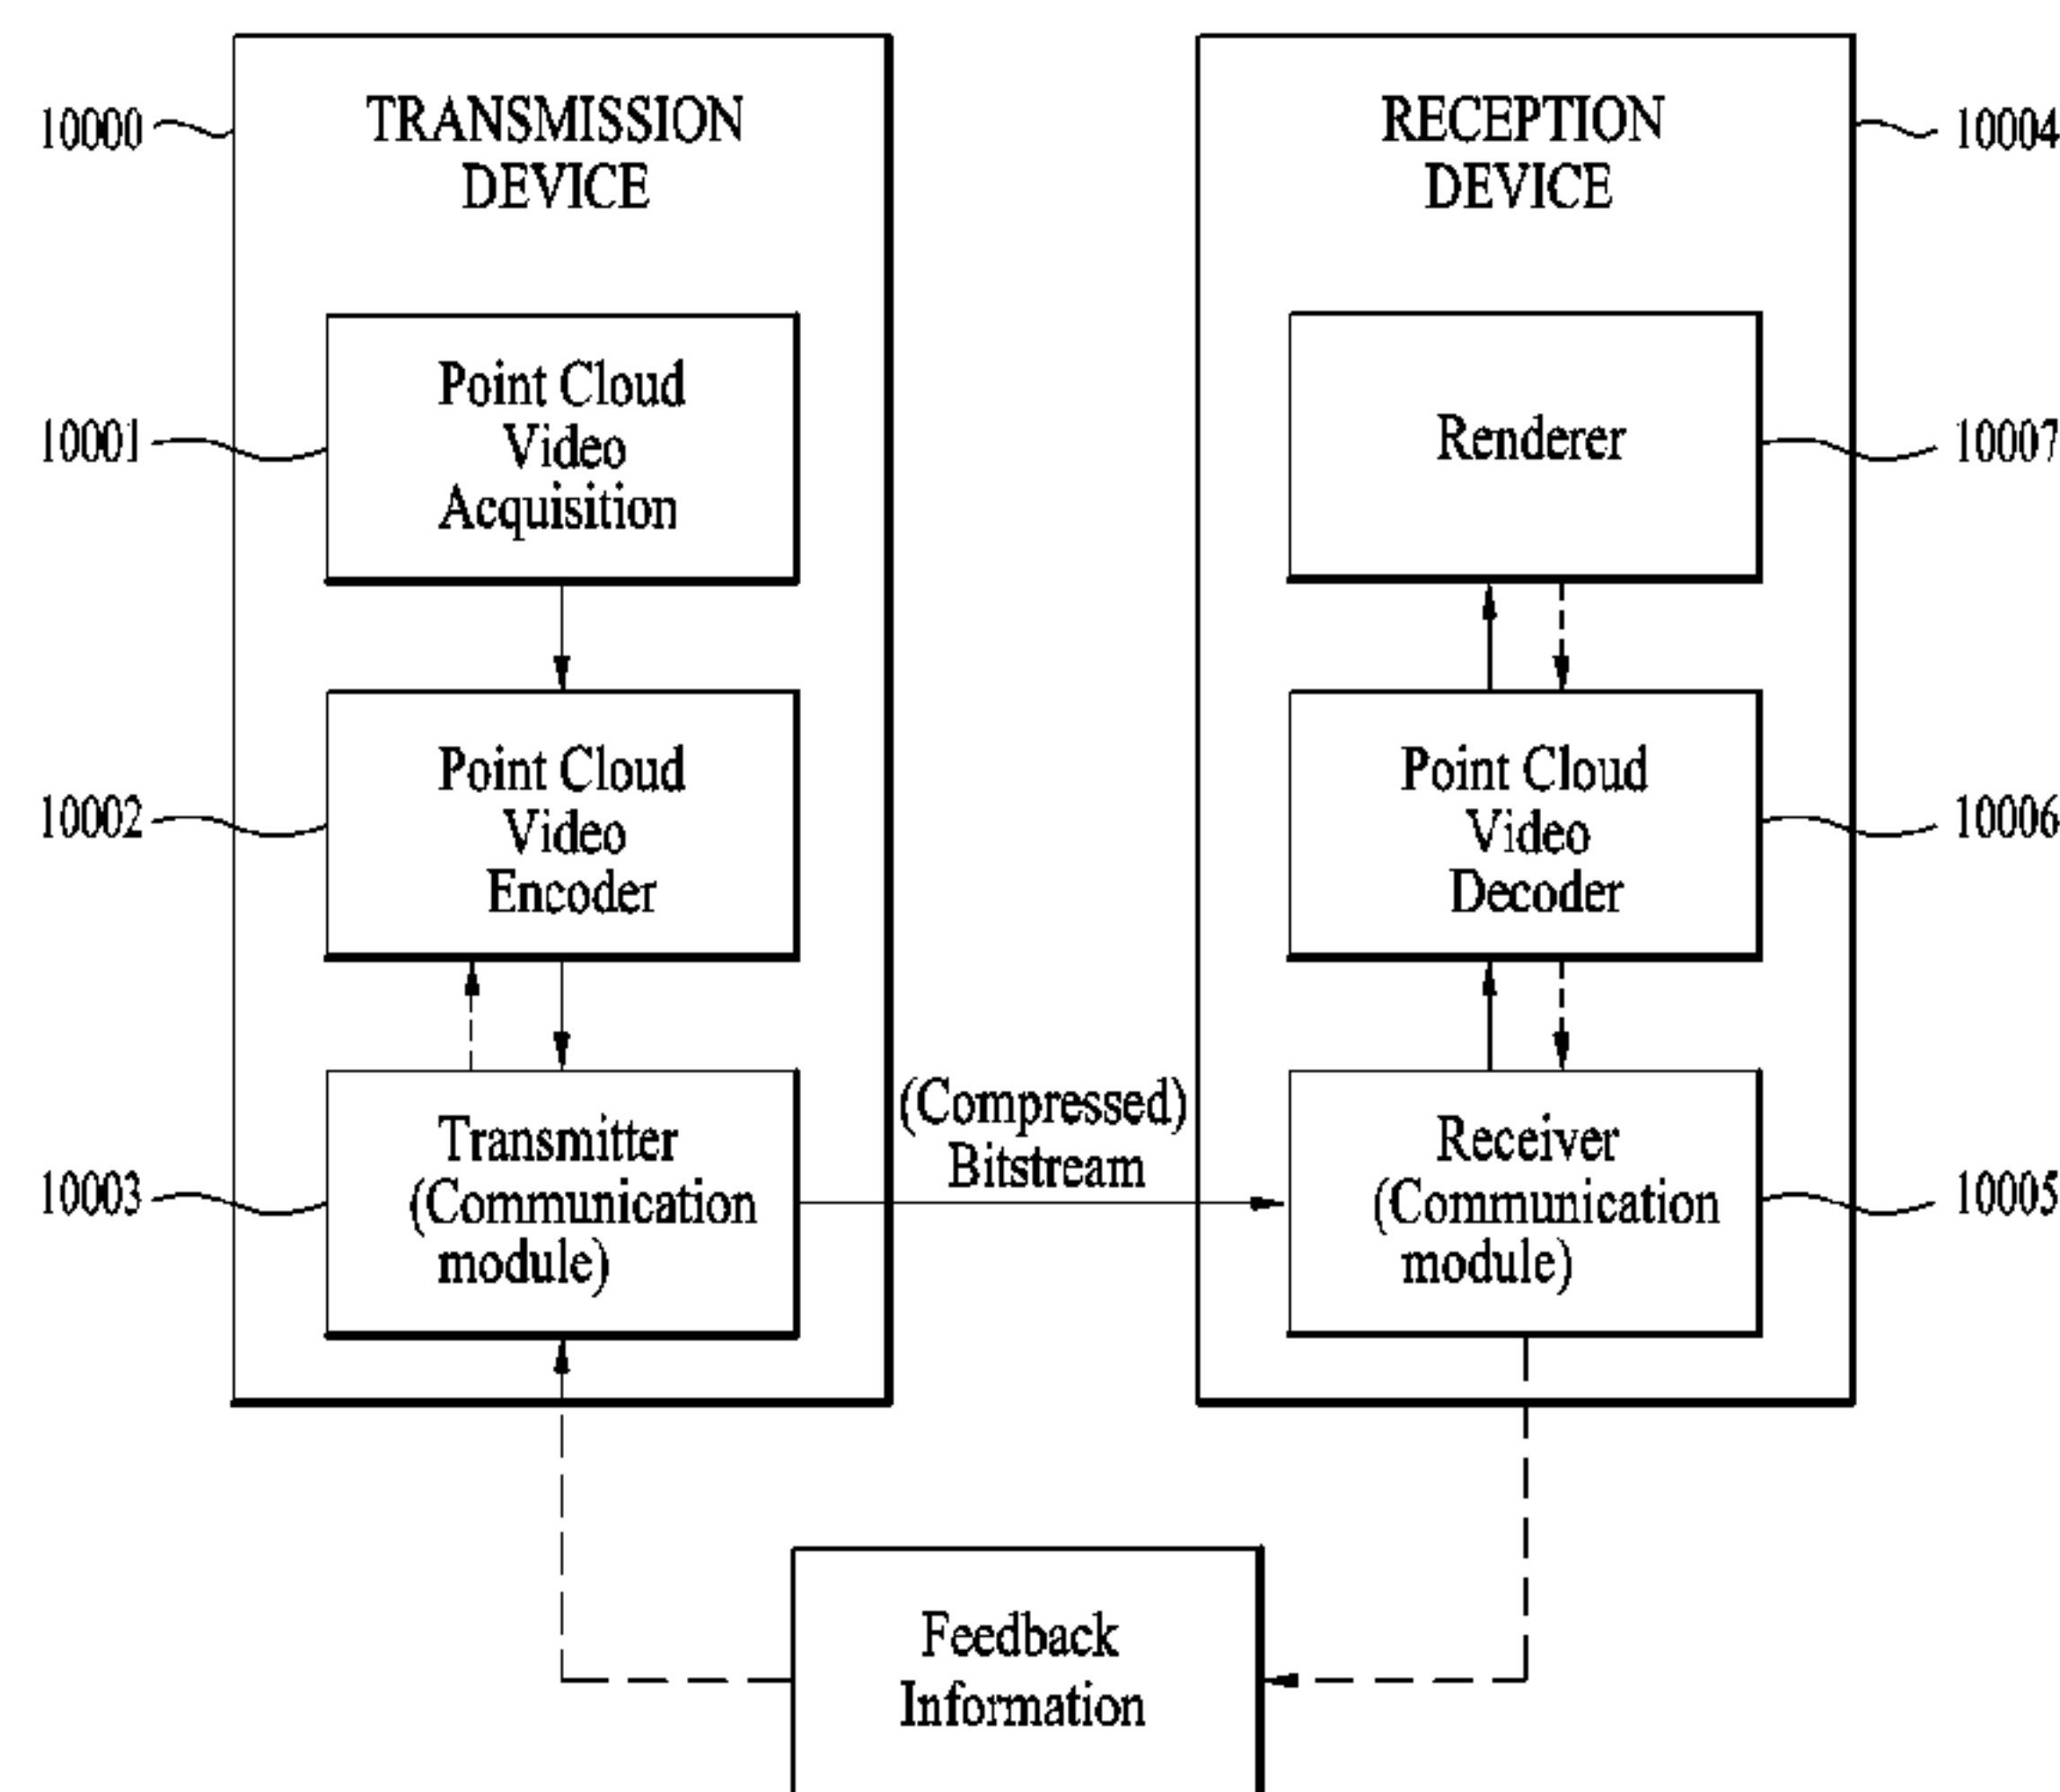 TRANSMISSION
DEVICE
10000
Point Cloud
Video
Acquisition
10001
Point Cloud
Video
Encoder
10002
Transmitter
(Communication
module)
10003
(Compressed)
Bitstream
RECEPTION
DEVICE
10004
Renderer
10007
Point Cloud
Video
Decoder
10006
Receiver
(Communication
module)
10005
Feedback
Information